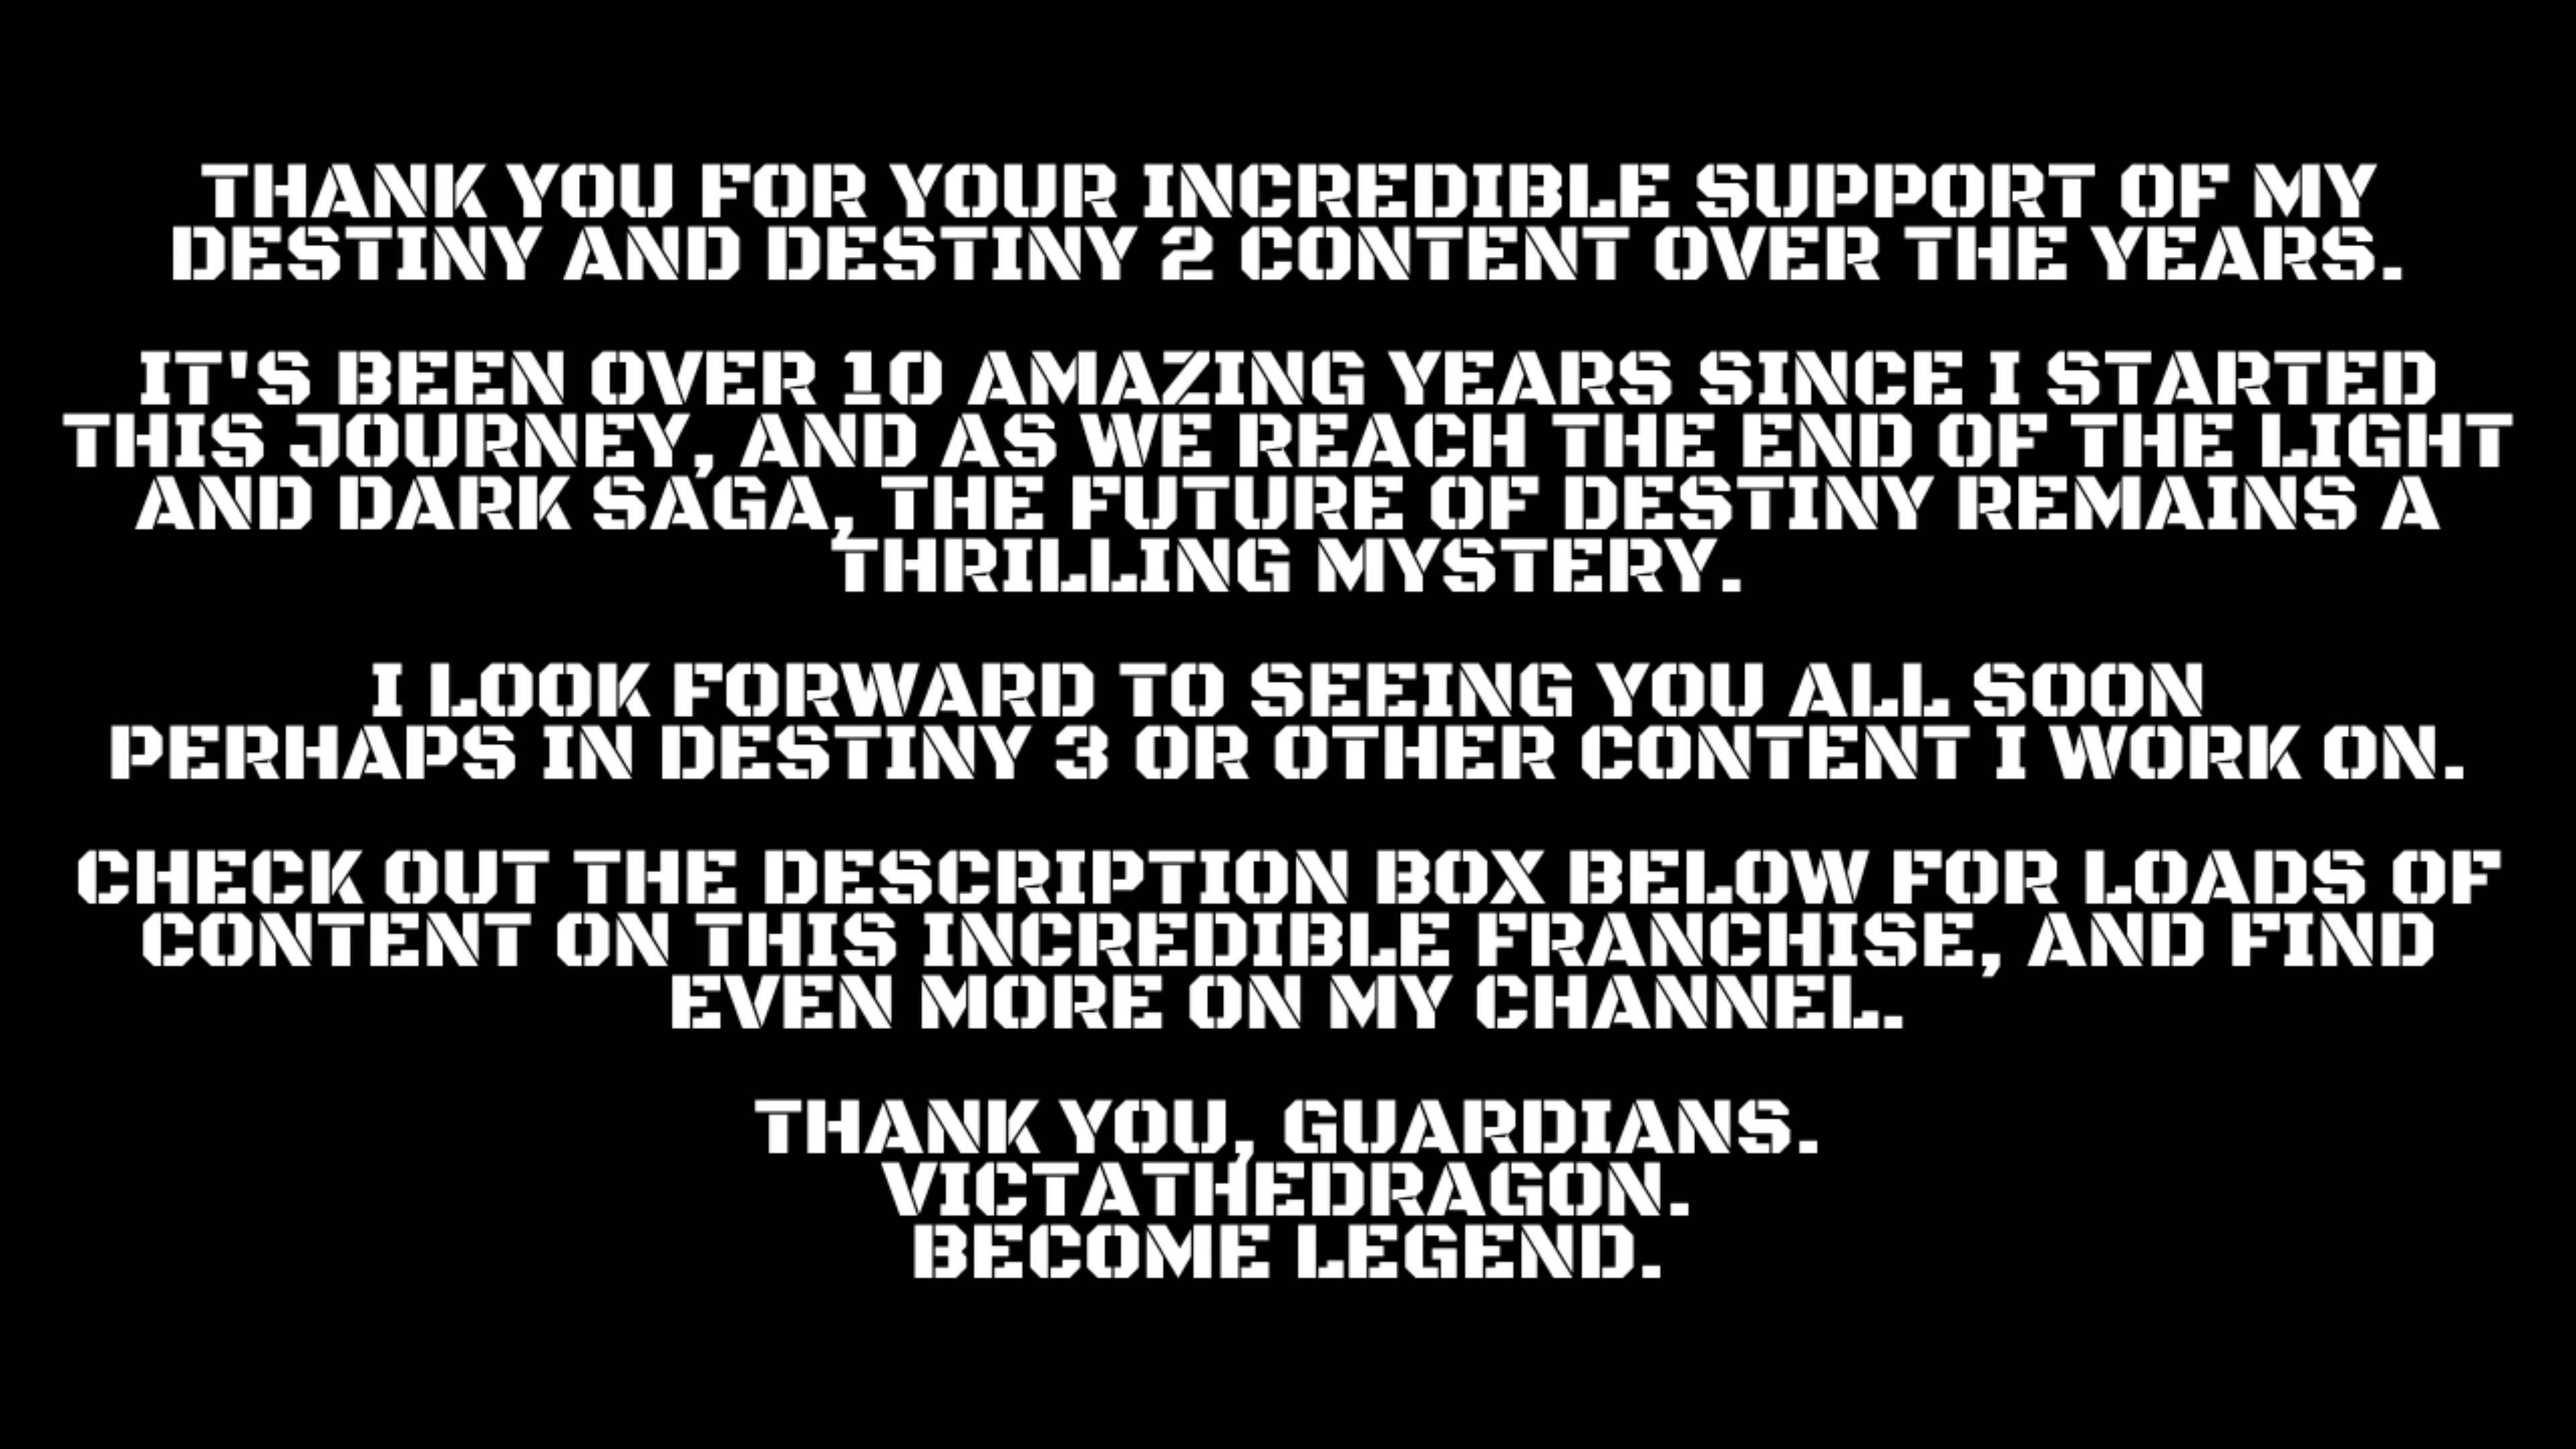 THANK YOU FOR YOUR INCREDIBLE SUPPORT OF MY
DESTINY AND DESTINY 2 CONTENT OVER THE YEARS.
IT'S BEEN OVER 10 AMAZING YEARS SINCE I STARTED
THIS JOURNEY, AND AS WE REACH THE END OF THE LIGHT
AND DARK SAGA, THE FUTURE OF DESTINY REMAINS A
THRILLING MYSTERY.
I LOOK FORWARD TO SEEING YOU ALL SOON
PERHAPS IN DESTINY 3 OR OTHER CONTENT I WORK ON.
CHECK OUT THE DESCRIPTION BOX BELOW FOR LOADS OF
CONTENT ON THIS INCREDIBLE FRANCHISE, AND FIND
EVEN MORE ON MY CHANNEL.
THANK YOU, GUARDIANS.
VICTATHEDRAGON.
BECOME LEGEND.